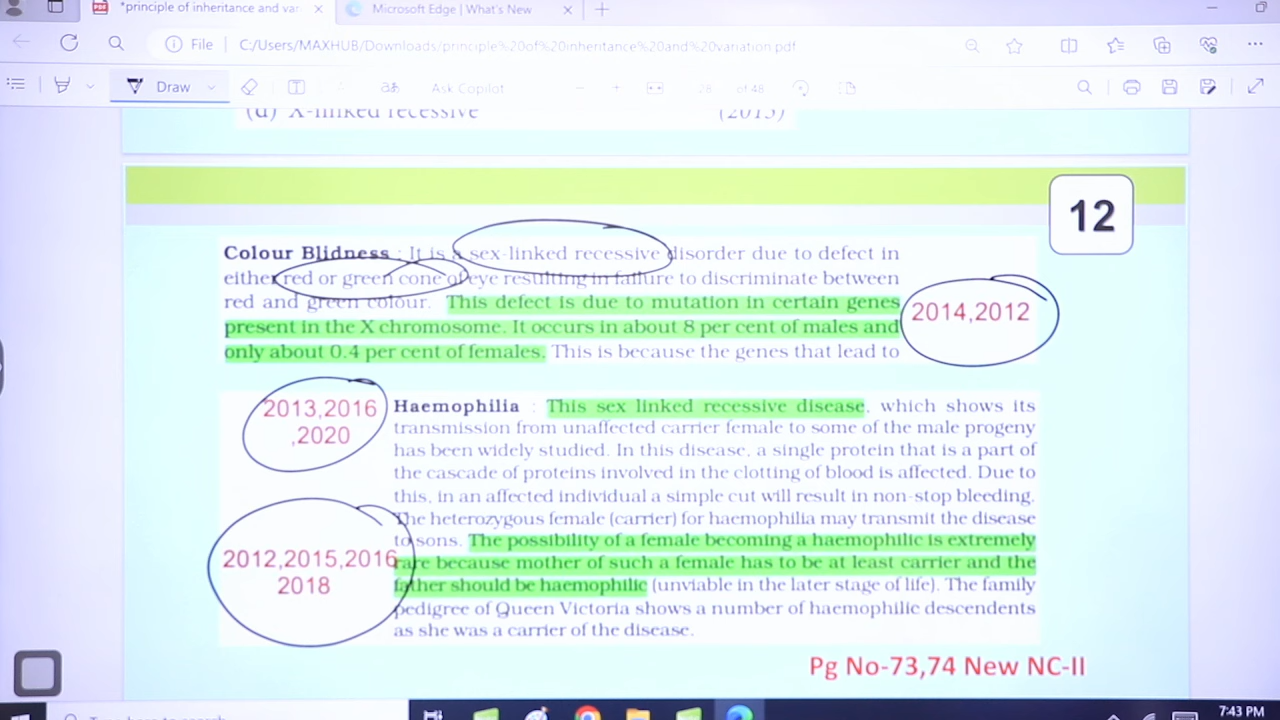 *principle of inheritance and var
Microsoft Edge | What's New
File C:/Users/MAXHUB/Downloads/principle%20of%20inheritance%20and%20variation.pdf
Draw
Ask Copilot
28 of 48
(d) X-linked recessive (2015)
12
Colour Blidness : It is a sex-linked recessive disorder due to defect in
either red or green cone of eye resulting in failure to discriminate between
red and green colour. This defect is due to mutation in certain genes
present in the X chromosome. It occurs in about 8 per cent of males and
only about 0.4 per cent of females. This is because the genes that lead to
2014,2012
2013,2016
,2020
Haemophilia : This sex linked recessive disease, which shows its
transmission from unaffected carrier female to some of the male progeny
has been widely studied. In this disease, a single protein that is a part of
the cascade of proteins involved in the clotting of blood is affected. Due to
this, in an affected individual a simple cut will result in non-stop bleeding.
The heterozygous female (carrier) for haemophilia may transmit the disease
to sons. The possibility of a female becoming a haemophilic is extremely
rare because mother of such a female has to be at least carrier and the
father should be haemophilic (unviable in the later stage of life). The family
pedigree of Queen Victoria shows a number of haemophilic descendents
as she was a carrier of the disease.
2012,2015,2016
2018
Pg No-73,74 New NC-II
Type here to search
7:43 PM